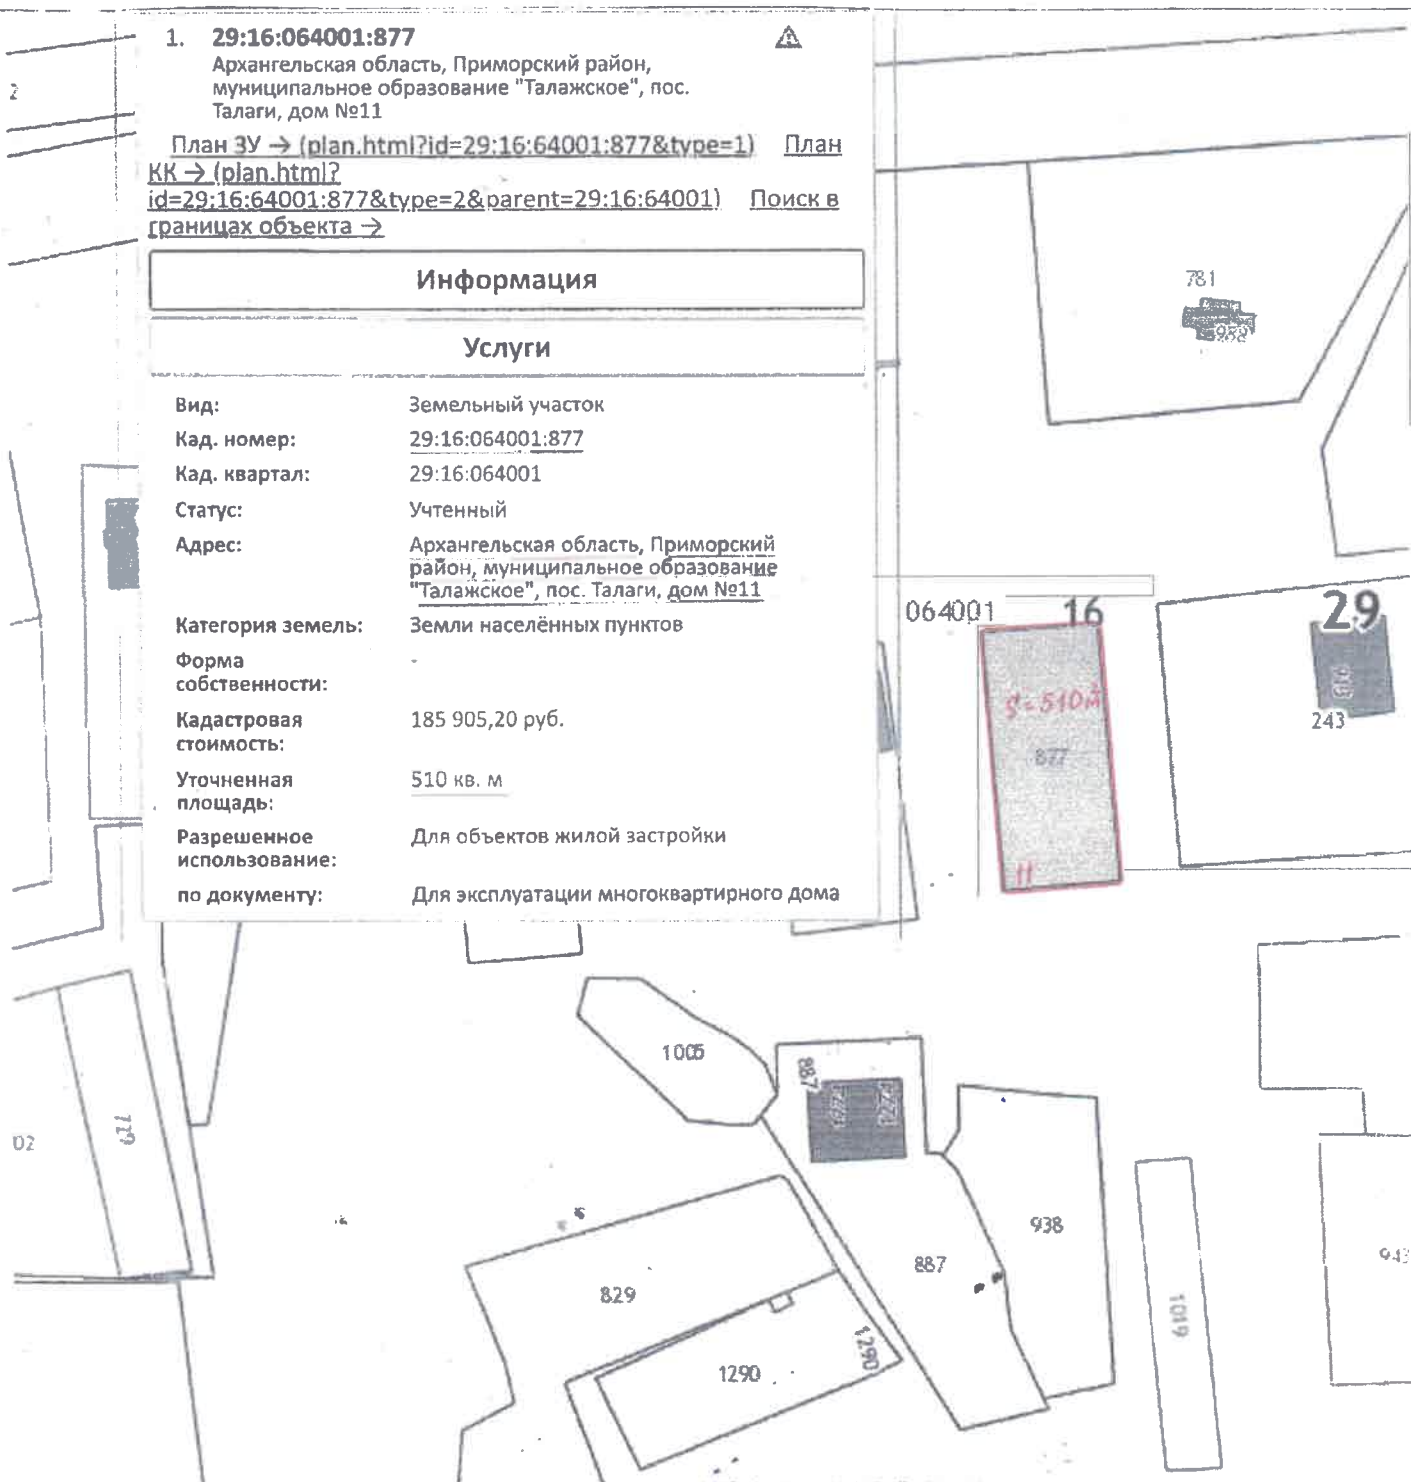 1. 29:16:064001:877
Архангельская область, Приморский район,
муниципальное образование "Талажское", пос.
Талаги, дом №11
План ЗУ → (plan.html?id=29:16:64001:877&type=1) План
КК → (plan.html?
id=29:16:64001:877&type=2&parent=29:16:64001) Поиск в
границах объекта →
Информация
Услуги
Вид: Земельный участок
Кад. номер: 29:16:064001:877
Кад. квартал: 29:16:064001
Статус: Учтенный
Адрес: Архангельская область, Приморский
район, муниципальное образование
"Талажское", пос. Талаги, дом №11
Категория земель: Земли населённых пунктов
Форма
собственности: -
Кадастровая
стоимость: 185 905,20 руб.
Уточненная
площадь: 510 кв. м
Разрешенное
использование: Для объектов жилой застройки
по документу: Для эксплуатации многоквартирного дома
2
781
064001
16
29
S-510м
877
11
243
1005
887
729
02
938
887
943
829
1019
1290
1290